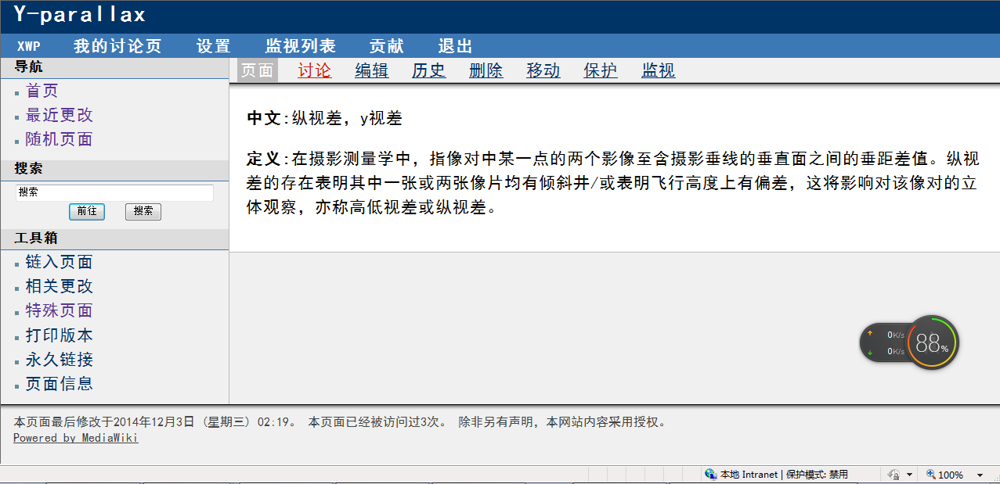 Y-parallax
XWP 我的讨论页 设置 监视列表 贡献 退出
导航
首页
最近更改
随机页面
搜索
搜索
前往 搜索
工具箱
链入页面
相关更改
特殊页面
打印版本
永久链接
页面信息
页面 讨论 编辑 历史 删除 移动 保护 监视
中文:纵视差，y视差
定义:在摄影测量学中，指像对中某一点的两个影像至含摄影垂线的垂直面之间的垂距差值。纵视
差的存在表明其中一张或两张像片均有倾斜井/或表明飞行高度上有偏差，这将影响对该像对的立
体观察，亦称高低视差或纵视差。
0K/s
0K/s
88%
本页面最后修改于2014年12月3日 (星期三) 02:19。 本页面已经被访问过3次。 除非另有声明，本网站内容采用授权。
Powered by MediaWiki
本地 Intranet | 保护模式: 禁用 100%